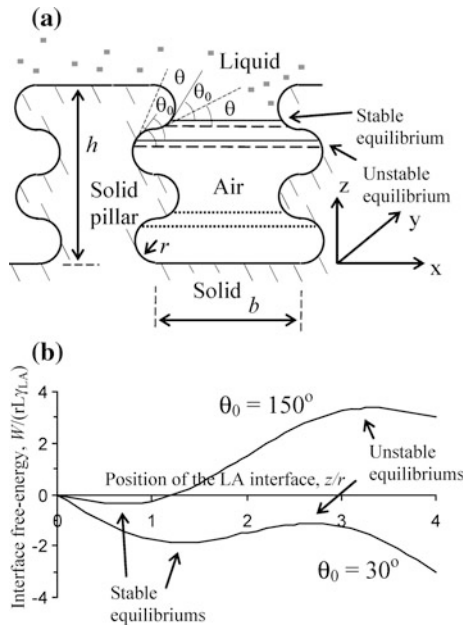 (a)
Liquid
θ
θ₀
θ₀
θ
Stable
equilibrium
h
Air
Unstable
equilibrium
Solid
pillar
z
y
x
r
Solid
b
(b)
Interface free-energy, W/(rLγLA)
4
2
0
-2
-4
θ₀ = 150°
Unstable
equilibriums
Position of the LA interface, z/r
0
1
2
3
4
Stable
equilibriums
θ₀ = 30°